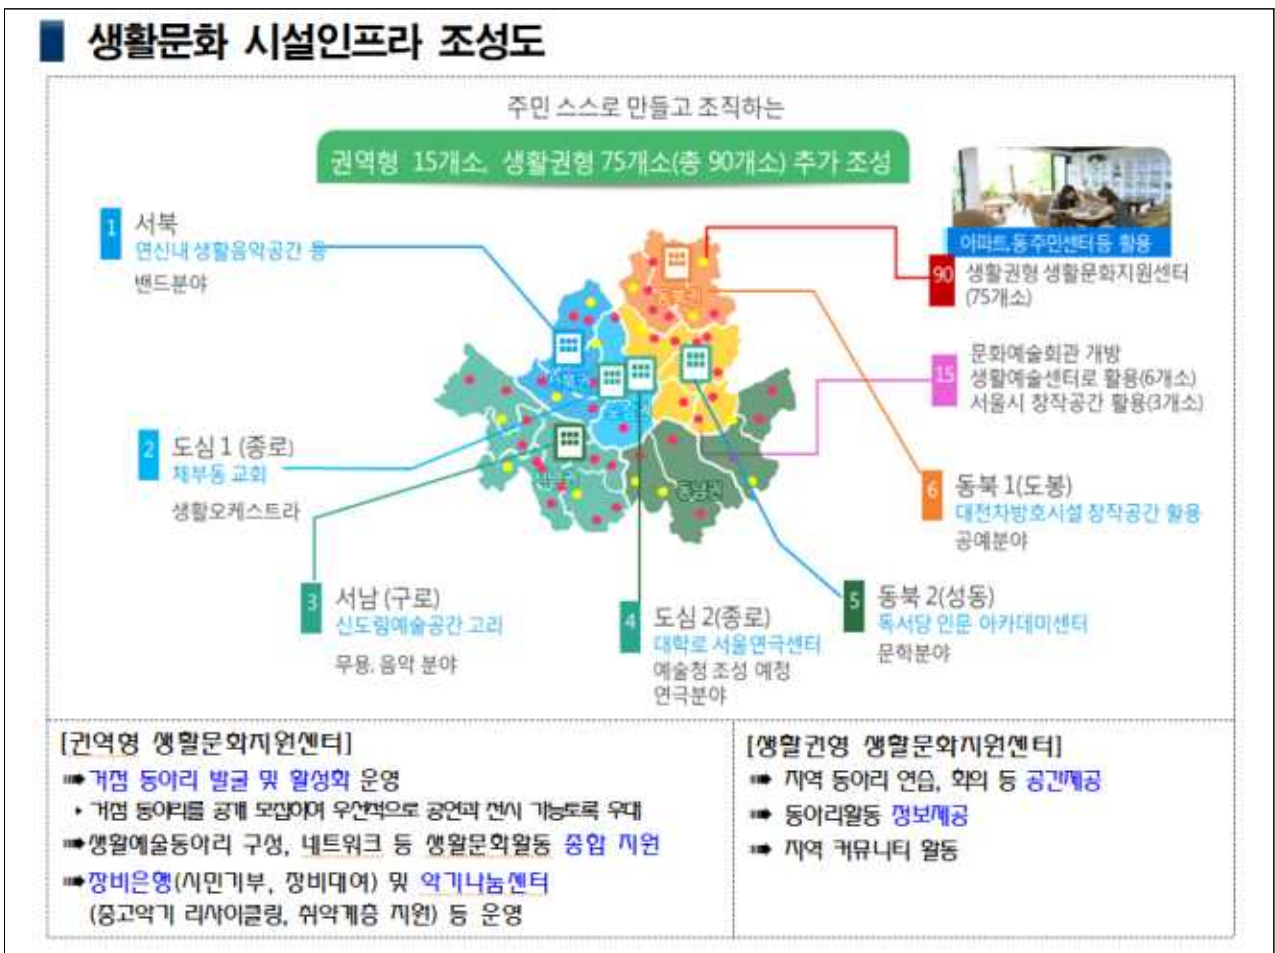 생활문화 시설인프라 조성도
주민 스스로 만들고 조직하는
권역형 15개소, 생활권형 75개소(총 90개소) 추가 조성
1
서북
연신내 생활음악공간 등
밴드분야
아파트,동주민센터 등 활용
90
생활권형 생활문화지원센터
(75개소)
15
문화예술회관 개방
생활예술센터로 활용(6개소)
서울시 창작공간 활용(3개소)
동북권
동남권
2
도심 1 (종로)
체부동 교회
생활오케스트라
6
동북 1(도봉)
대전차방호시설 창작공간 활용
공예분야
3
서남 (구로)
신도림예술공간 고리
무용, 음악 분야
4
도심 2(종로)
대학로 서울연극센터
예술청 조성 예정
연극분야
5
동북 2(성동)
독서당 인문 아카데미센터
문학분야
[권역형 생활문화지원센터]
➠거점 동아리 발굴 및 활성화 운영
▸ 거점 동아리를 공개 모집하여 우선적으로 공연과 전시 가능토록 우대
➠생활예술동아리 구성, 네트워크 등 생활문화활동 종합 지원
➠장비은행(시민기부, 장비대여) 및 악기나눔센터
(중고악기 리사이클링, 취약계층 지원) 등 운영
[생활권형 생활문화지원센터]
➠ 지역 동아리 연습, 회의 등 공간제공
➠ 동아리활동 정보제공
➠ 지역 커뮤니티 활동